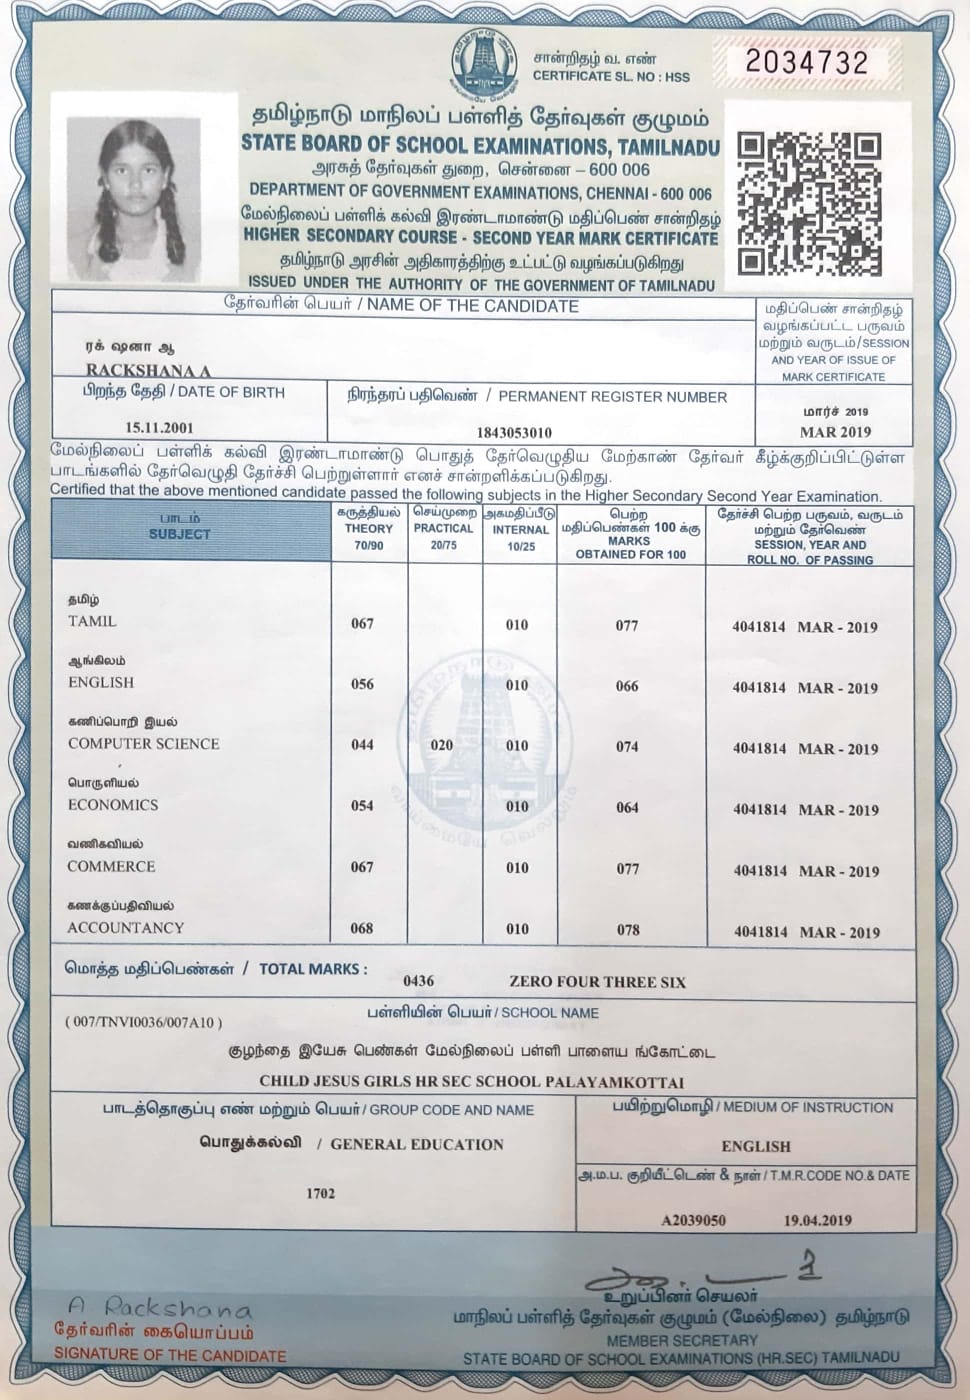 சான்றிதழ் வ. எண்
CERTIFICATE SL. NO : HSS
2034732
தமிழ்நாடு மாநிலப் பள்ளித் தேர்வுகள் குழுமம்
STATE BOARD OF SCHOOL EXAMINATIONS, TAMILNADU
அரசுத் தேர்வுகள் துறை, சென்னை – 600 006
DEPARTMENT OF GOVERNMENT EXAMINATIONS, CHENNAI - 600 006
மேல்நிலைப் பள்ளிக் கல்வி இரண்டாமாண்டு மதிப்பெண் சான்றிதழ்
HIGHER SECONDARY COURSE - SECOND YEAR MARK CERTIFICATE
தமிழ்நாடு அரசின் அதிகாரத்திற்கு உட்பட்டு வழங்கப்படுகிறது
ISSUED UNDER THE AUTHORITY OF THE GOVERNMENT OF TAMILNADU
தேர்வரின் பெயர் / NAME OF THE CANDIDATE
ரக் ஷனா ஆ
RACKSHANA A
மதிப்பெண் சான்றிதழ்
வழங்கப்பட்ட பருவம்
மற்றும் வருடம்/SESSION
AND YEAR OF ISSUE OF
MARK CERTIFICATE
மார்ச் 2019
MAR 2019
பிறந்த தேதி / DATE OF BIRTH
15.11.2001
நிரந்தரப் பதிவெண் / PERMANENT REGISTER NUMBER
1843053010
மேல்நிலைப் பள்ளிக் கல்வி இரண்டாமாண்டு பொதுத் தேர்வெழுதிய மேற்காண் தேர்வர் கீழ்க்குறிப்பிட்டுள்ள
பாடங்களில் தேர்வெழுதி தேர்ச்சி பெற்றுள்ளார் எனச் சான்றளிக்கப்படுகிறது.
Certified that the above mentioned candidate passed the following subjects in the Higher Secondary Second Year Examination.
பாடம்
SUBJECT
கருத்தியல்
THEORY
70/90
செய்முறை
PRACTICAL
20/75
அகமதிப்பீடு
INTERNAL
10/25
பெற்ற
மதிப்பெண்கள் 100 க்கு
MARKS
OBTAINED FOR 100
தேர்ச்சி பெற்ற பருவம், வருடம்
மற்றும் தேர்வெண்
SESSION, YEAR AND
ROLL NO. OF PASSING
தமிழ்
TAMIL 067 010 077 4041814 MAR - 2019
ஆங்கிலம்
ENGLISH 056 010 066 4041814 MAR - 2019
கணிப்பொறி இயல்
COMPUTER SCIENCE 044 020 010 074 4041814 MAR - 2019
பொருளியல்
ECONOMICS 054 010 064 4041814 MAR - 2019
வணிகவியல்
COMMERCE 067 010 077 4041814 MAR - 2019
கணக்குப்பதிவியல்
ACCOUNTANCY 068 010 078 4041814 MAR - 2019
மொத்த மதிப்பெண்கள் / TOTAL MARKS : 0436 ZERO FOUR THREE SIX
பள்ளியின் பெயர்/ SCHOOL NAME
( 007/TNVI0036/007A10 )
குழந்தை இயேசு பெண்கள் மேல்நிலைப் பள்ளி பாளைய ங்கோட்டை
CHILD JESUS GIRLS HR SEC SCHOOL PALAYAMKOTTAI
பாடத்தொகுப்பு எண் மற்றும் பெயர்/ GROUP CODE AND NAME
பொதுக்கல்வி / GENERAL EDUCATION
1702
பயிற்றுமொழி / MEDIUM OF INSTRUCTION
ENGLISH
அ.ம.ப. குறியீட்டெண் & நாள்/ T.M.R.CODE NO.& DATE
A2039050 19.04.2019
A Rackshana
தேர்வரின் கையொப்பம்
SIGNATURE OF THE CANDIDATE
உறுப்பினர் செயலர்
மாநிலப் பள்ளித் தேர்வுகள் குழுமம் (மேல்நிலை) தமிழ்நாடு
MEMBER SECRETARY
STATE BOARD OF SCHOOL EXAMINATIONS (HR.SEC) TAMILNADU